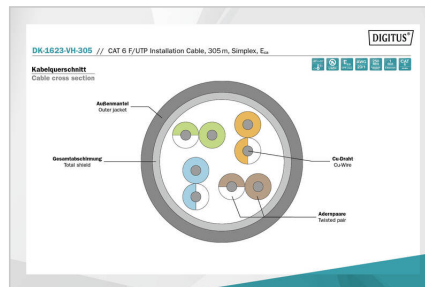 DIGITUS®
DK-1623-VH-305 // CAT 6 F/UTP Installation Cable, 305 m, Simplex, Eca
Kabelquerschnitt
Cable cross section
Außenmantel
Outer jacket
Gesamtabschirmung
Total shield
Cu-Draht
Cu-Wire
Adernpaare
Twisted pair